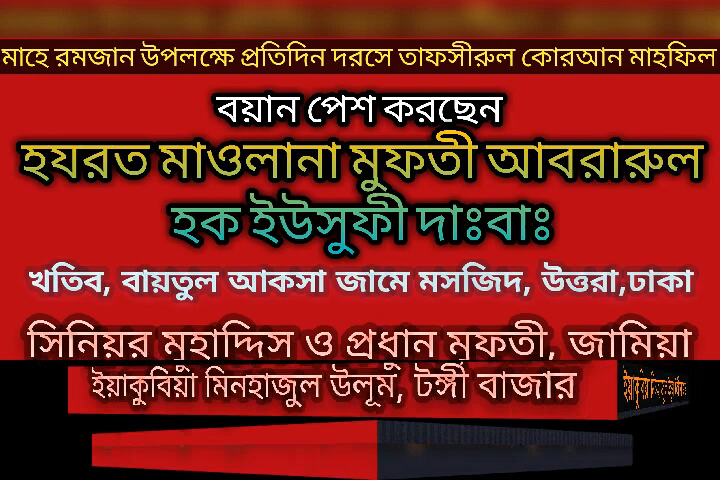 মাহে রমজান উপলক্ষে প্রতিদিন দরসে তাফসীরুল কোরআন মাহফিল
বয়ান পেশ করছেন
হযরত মাওলানা মুফতী আবরারুল
হক ইউসুফী দাঃবাঃ
খতিব, বায়তুল আকসা জামে মসজিদ, উত্তরা,ঢাকা
সিনিয়র মুহাদ্দিস ও প্রধান মুফতী, জামিয়া
ইয়াকুবিয়া মিনহাজুল উলূম, টঙ্গী বাজার